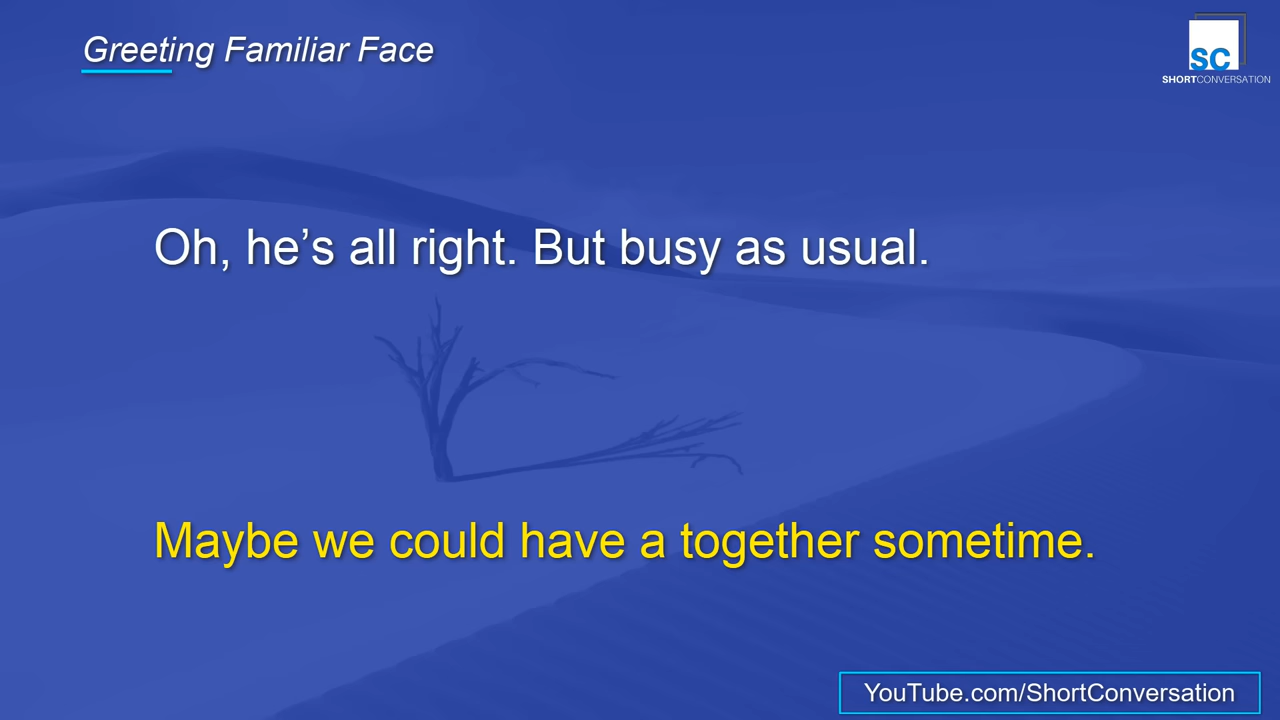 Greeting Familiar Face
SC
SHORTCONVERSATION
Oh, he’s all right. But busy as usual.
Maybe we could have a together sometime.
YouTube.com/ShortConversation